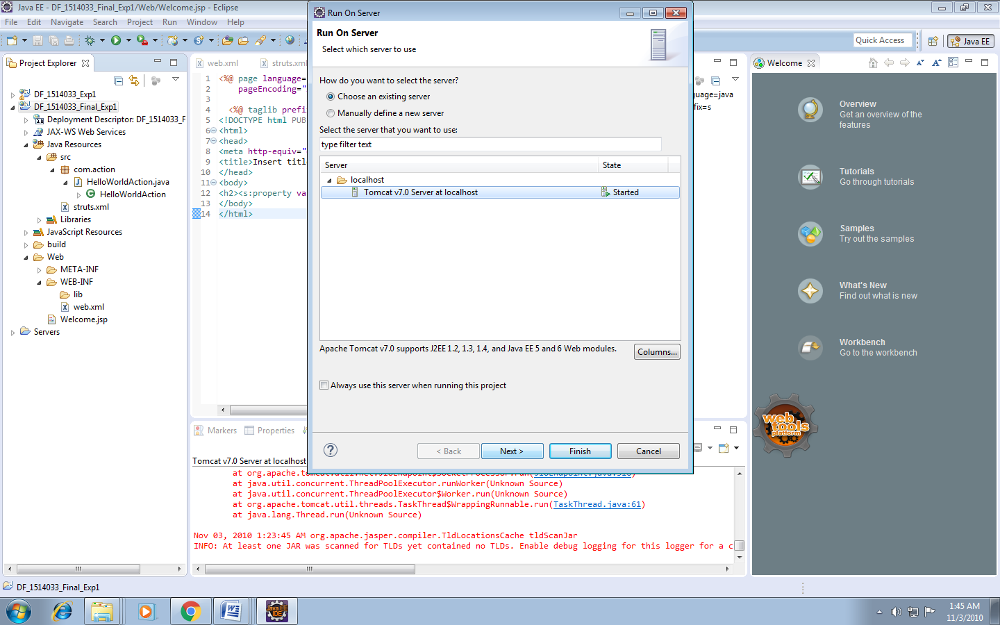 Java EE - DF_1514033_Final_Exp1/Web/Welcome.jsp - Eclipse
File Edit Navigate Search Project Run Window Help
Quick Access
Java EE
Project Explorer
DF_1514033_Exp1
DF_1514033_Final_Exp1
Deployment Descriptor: DF_1514033_F
JAX-WS Web Services
Java Resources
src
com.action
HelloWorldAction.java
HelloWorldAction
struts.xml
Libraries
JavaScript Resources
build
Web
META-INF
WEB-INF
lib
web.xml
Welcome.jsp
Servers
web.xml
struts.xm
1 <%@ page language=
2 pageEncoding="
3
4 <%@ taglib prefi
5 <!DOCTYPE html PUB
6 <html>
7 <head>
8 <meta http-equiv="
9 <title>Insert titl
10 </head>
11 <body>
12 <h2><s:property va
13 </body>
14 </html>
Run On Server
Run On Server
Select which server to use
How do you want to select the server?
Choose an existing server
Manually define a new server
Select the server that you want to use:
type filter text
Server State
localhost
Tomcat v7.0 Server at localhost Started
Apache Tomcat v7.0 supports J2EE 1.2, 1.3, 1.4, and Java EE 5 and 6 Web modules.
Columns...
Always use this server when running this project
< Back Next > Finish Cancel
guage=java
fix=s
Welcome
Overview
Get an overview of the
features
Tutorials
Go through tutorials
Samples
Try out the samples
What's New
Find out what is new
Workbench
Go to the workbench
web
tools
platform
Markers Properties
Tomcat v7.0 Server at localhost
at java.util.concurrent.ThreadPoolExecutor.runWorker(Unknown Source)
at java.util.concurrent.ThreadPoolExecutor$Worker.run(Unknown Source)
at org.apache.tomcat.util.threads.TaskThread$WrappingRunnable.run(TaskThread.java:61)
at java.lang.Thread.run(Unknown Source)
Nov 03, 2010 1:23:45 AM org.apache.jasper.compiler.TldLocationsCache tldScanJar
INFO: At least one JAR was scanned for TLDs yet contained no TLDs. Enable debug logging for this logger for a c
DF_1514033_Final_Exp1
Java EE
IDE
1:45 AM
11/3/2010